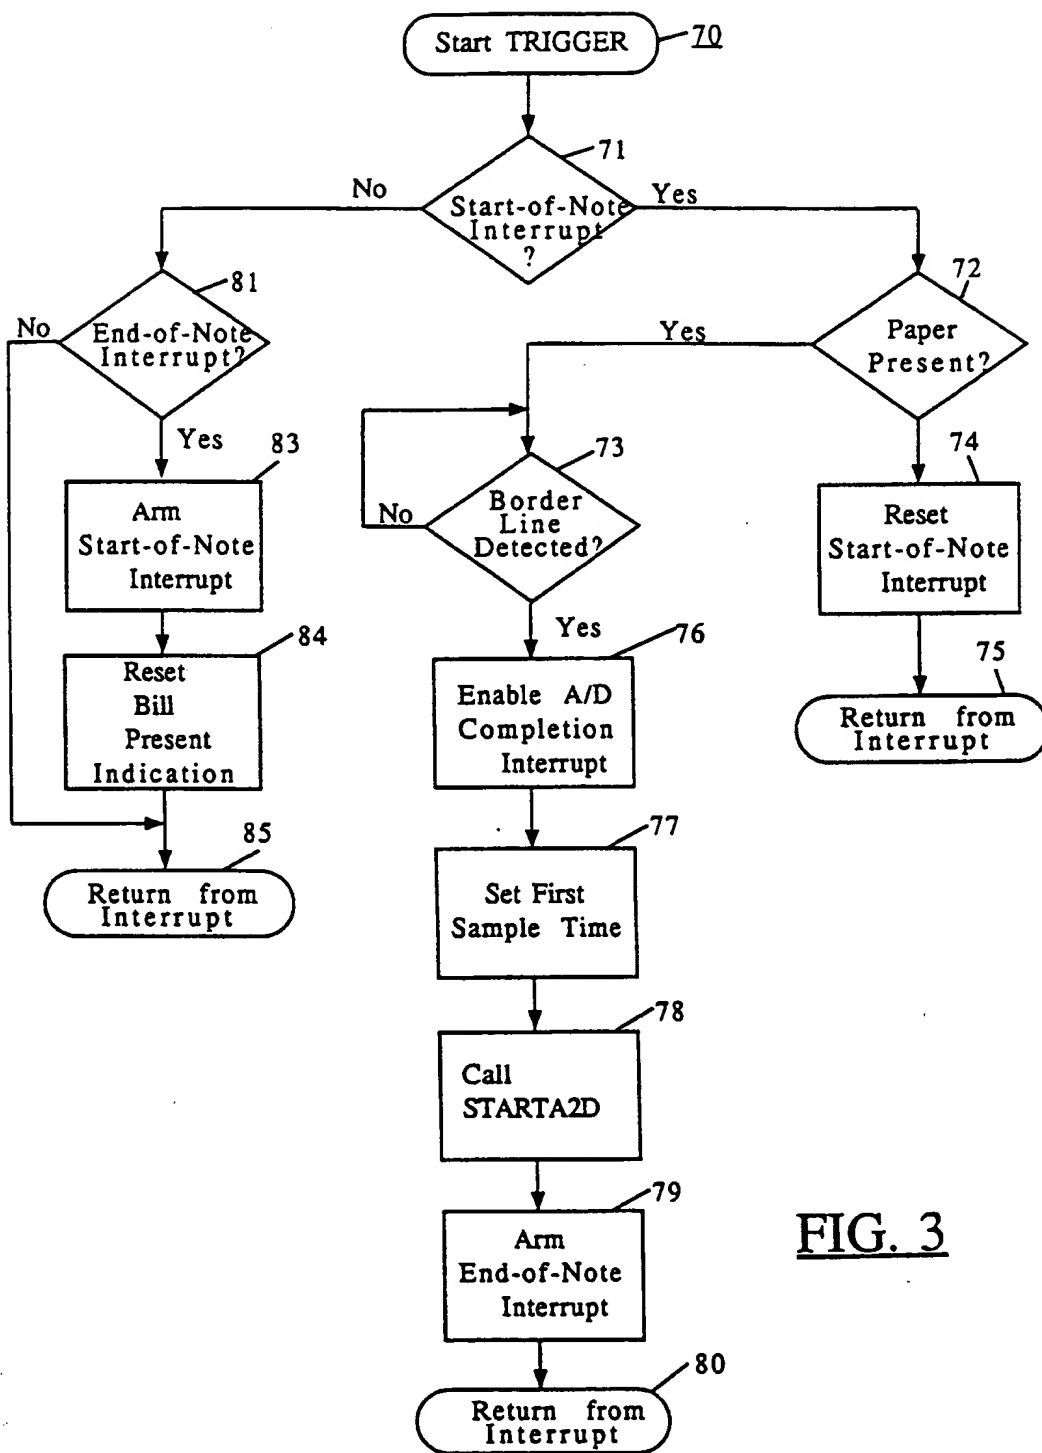 Start TRIGGER
70
71
No
Start-of-Note
Interrupt
?
Yes
81
No
End-of-Note
Interrupt?
Yes
72
Paper
Present?
Yes
83
Arm
Start-of-Note
Interrupt
73
No
Border
Line
Detected?
Yes
74
Reset
Start-of-Note
Interrupt
84
Reset
Bill
Present
Indication
76
Enable A/D
Completion
Interrupt
75
Return from
Interrupt
85
Return from
Interrupt
77
Set First
Sample Time
78
Call
STARTA2D
79
Arm
End-of-Note
Interrupt
80
Return from
Interrupt
FIG. 3